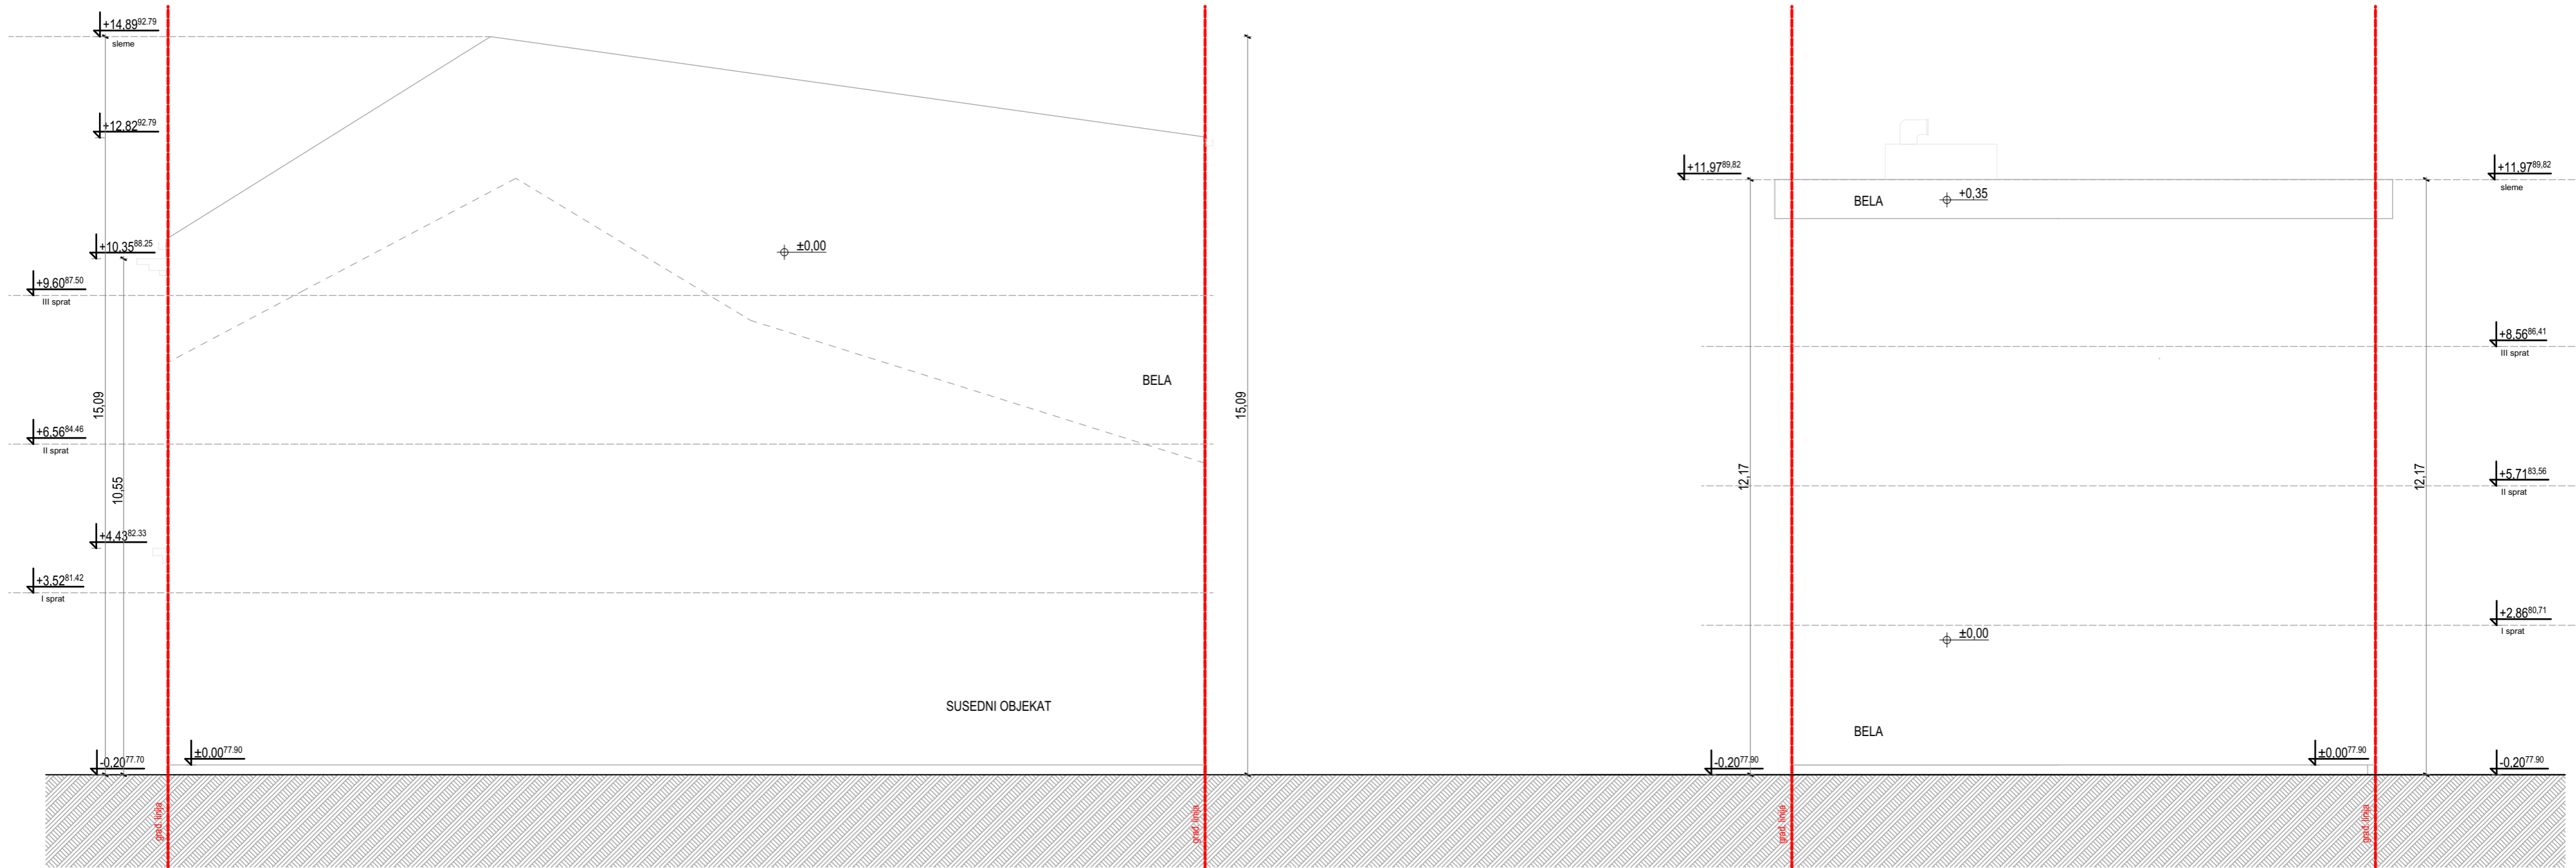 +14.89 92.79
sleme
+12.82 92.79
+10.35 88.25
+9.60 87.50
III sprat
15,09
+6.56 84.46
II sprat
10,55
+4.43 82.33
+3.52 81.42
I sprat
-0.20 77.70
±0.00 77.90
±0,00
BELA
SUSEDNI OBJEKAT
15,09
grad. linija
grad. linija
+11.97 89,82
BELA
+0,35
12,17
±0,00
BELA
-0.20 77.90
±0.00 77.90
grad. linija
grad. linija
+11.97 89,82
sleme
+8.56 86,41
III sprat
12,17
+5.71 83,56
II sprat
+2.86 80,71
I sprat
-0.20 77.90